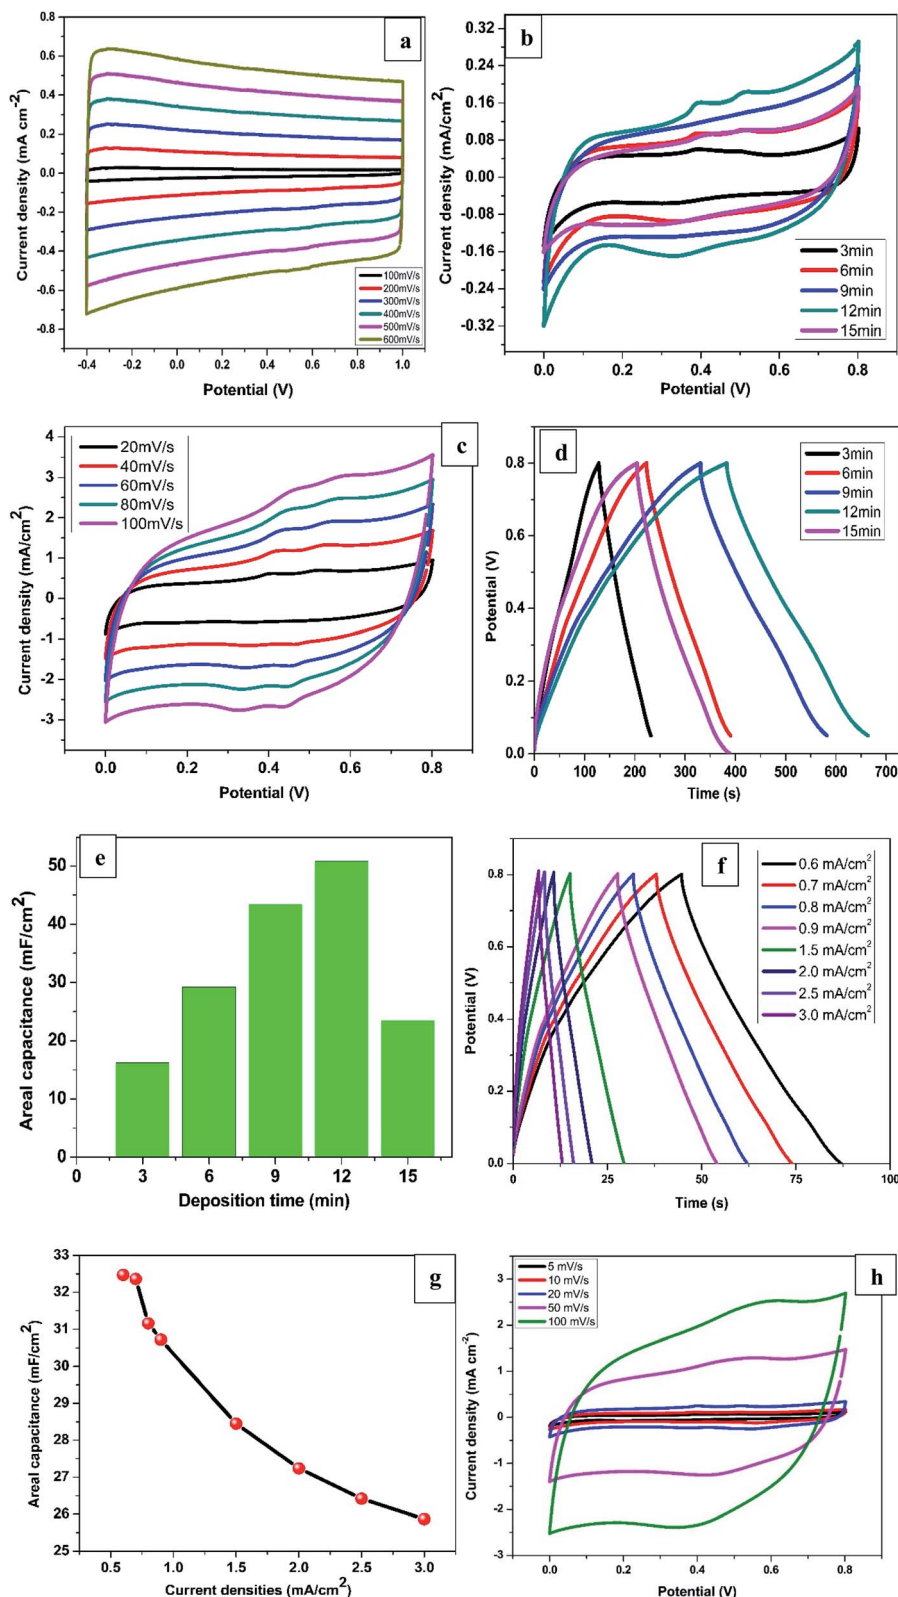 a
Current density (mA cm⁻²)
0.8
0.6
0.4
0.2
0.0
-0.2
-0.4
-0.6
-0.8
-0.4 -0.2 0.0 0.2 0.4 0.6 0.8 1.0
Potential (V)
100mV/s
200mV/s
300mV/s
400mV/s
500mV/s
600mV/s
b
Current density (mA/cm²)
0.32
0.24
0.16
0.08
0.00
-0.08
-0.16
-0.24
-0.32
0.0 0.2 0.4 0.6 0.8
Potential (V)
3min
6min
9min
12min
15min
c
Current density (mA/cm²)
4
3
2
1
0
-1
-2
-3
0.0 0.2 0.4 0.6 0.8
Potential (V)
20mV/s
40mV/s
60mV/s
80mV/s
100mV/s
d
Potential (V)
0.8
0.6
0.4
0.2
0.0
0 100 200 300 400 500 600 700
Time (s)
3min
6min
9min
12min
15min
e
Areal capacitance (mF/cm²)
50
40
30
20
10
0
3 6 9 12 15
Deposition time (min)
f
Potential (V)
0.8
0.6
0.4
0.2
0.0
0 25 50 75 100
Time (s)
0.6 mA/cm²
0.7 mA/cm²
0.8 mA/cm²
0.9 mA/cm²
1.5 mA/cm²
2.0 mA/cm²
2.5 mA/cm²
3.0 mA/cm²
g
Areal capacitance (mF/cm²)
33
32
31
30
29
28
27
26
25
0.5 1.0 1.5 2.0 2.5 3.0
Current densities (mA/cm²)
h
Current density (mA cm⁻²)
3
2
1
0
-1
-2
-3
0.0 0.2 0.4 0.6 0.8
Potential (V)
5 mV/s
10 mV/s
20 mV/s
50 mV/s
100 mV/s